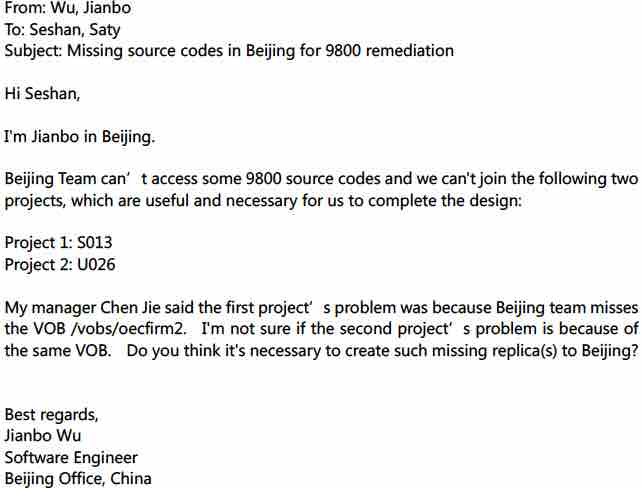 From: Wu, Jianbo
To: Seshan, Saty
Subject: Missing source codes in Beijing for 9800 remediation
Hi Seshan,
I'm Jianbo in Beijing.
Beijing Team can’t access some 9800 source codes and we can't join the following two
projects, which are useful and necessary for us to complete the design:
Project 1: S013
Project 2: U026
My manager Chen Jie said the first project’s problem was because Beijing team misses
the VOB /vobs/oecfirm2. I'm not sure if the second project’s problem is because of
the same VOB. Do you think it's necessary to create such missing replica(s) to Beijing?
Best regards,
Jianbo Wu
Software Engineer
Beijing Office, China